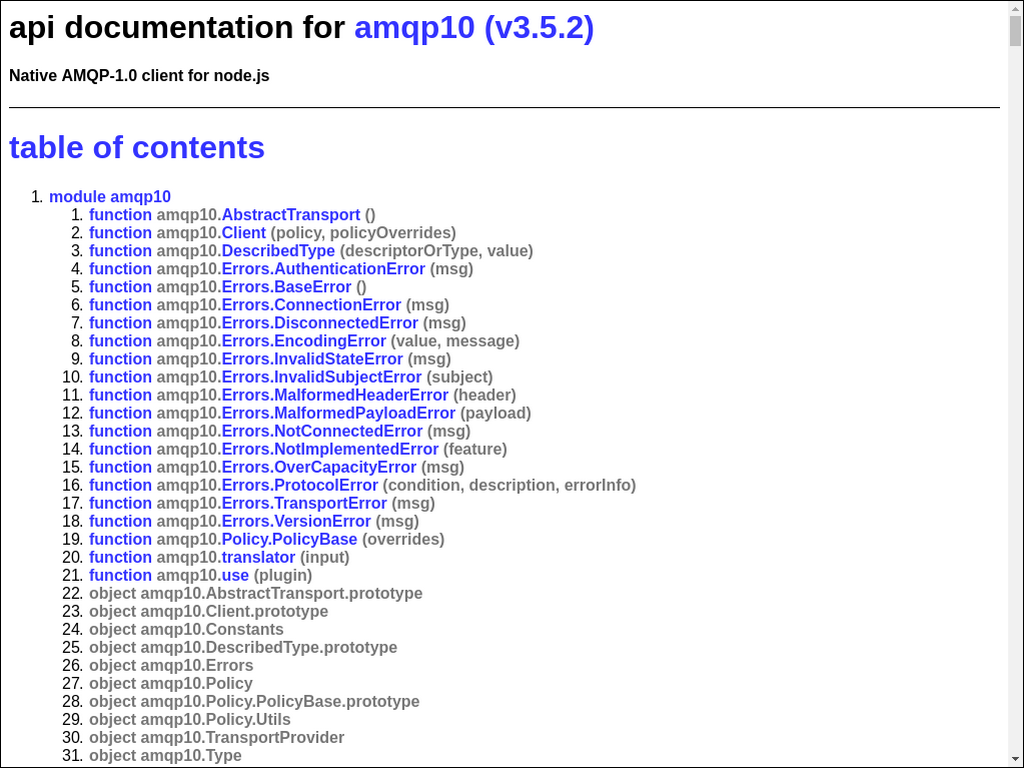 api documentation for amqp10 (v3.5.2)
Native AMQP-1.0 client for node.js
table of contents
1. module amqp10
1. function amqp10.AbstractTransport ()
2. function amqp10.Client (policy, policyOverrides)
3. function amqp10.DescribedType (descriptorOrType, value)
4. function amqp10.Errors.AuthenticationError (msg)
5. function amqp10.Errors.BaseError ()
6. function amqp10.Errors.ConnectionError (msg)
7. function amqp10.Errors.DisconnectedError (msg)
8. function amqp10.Errors.EncodingError (value, message)
9. function amqp10.Errors.InvalidStateError (msg)
10. function amqp10.Errors.InvalidSubjectError (subject)
11. function amqp10.Errors.MalformedHeaderError (header)
12. function amqp10.Errors.MalformedPayloadError (payload)
13. function amqp10.Errors.NotConnectedError (msg)
14. function amqp10.Errors.NotImplementedError (feature)
15. function amqp10.Errors.OverCapacityError (msg)
16. function amqp10.Errors.ProtocolError (condition, description, errorInfo)
17. function amqp10.Errors.TransportError (msg)
18. function amqp10.Errors.VersionError (msg)
19. function amqp10.Policy.PolicyBase (overrides)
20. function amqp10.translator (input)
21. function amqp10.use (plugin)
22. object amqp10.AbstractTransport.prototype
23. object amqp10.Client.prototype
24. object amqp10.Constants
25. object amqp10.DescribedType.prototype
26. object amqp10.Errors
27. object amqp10.Policy
28. object amqp10.Policy.PolicyBase.prototype
29. object amqp10.Policy.Utils
30. object amqp10.TransportProvider
31. object amqp10.Type